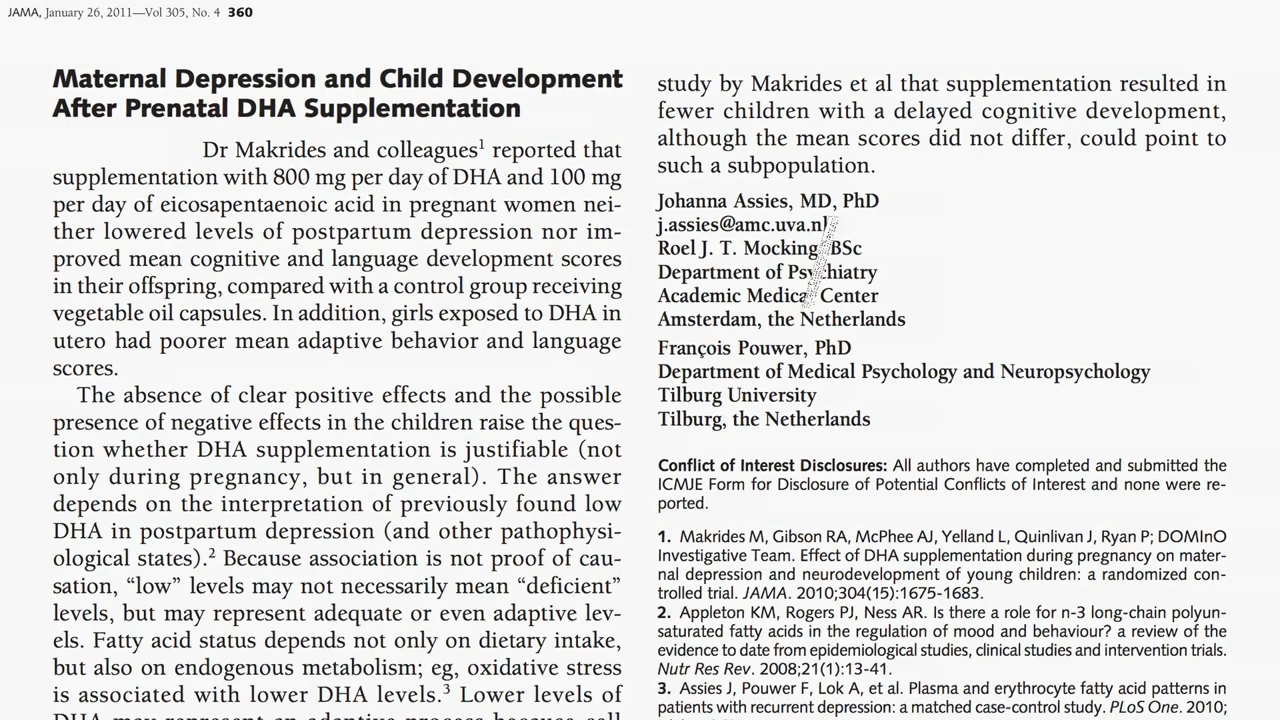 JAMA, January 26, 2011—Vol 305, No. 4 360
Maternal Depression and Child Development
After Prenatal DHA Supplementation
Dr Makrides and colleagues1 reported that
supplementation with 800 mg per day of DHA and 100 mg
per day of eicosapentaenoic acid in pregnant women nei-
ther lowered levels of postpartum depression nor im-
proved mean cognitive and language development scores
in their offspring, compared with a control group receiving
vegetable oil capsules. In addition, girls exposed to DHA in
utero had poorer mean adaptive behavior and language
scores.
The absence of clear positive effects and the possible
presence of negative effects in the children raise the ques-
tion whether DHA supplementation is justifiable (not
only during pregnancy, but in general). The answer
depends on the interpretation of previously found low
DHA in postpartum depression (and other pathophysi-
ological states).2 Because association is not proof of cau-
sation, “low” levels may not necessarily mean “deficient”
levels, but may represent adequate or even adaptive lev-
els. Fatty acid status depends not only on dietary intake,
but also on endogenous metabolism; eg, oxidative stress
is associated with lower DHA levels.3 Lower levels of
DHA may represent an adaptive process because cell
study by Makrides et al that supplementation resulted in
fewer children with a delayed cognitive development,
although the mean scores did not differ, could point to
such a subpopulation.
Johanna Assies, MD, PhD
j.assies@amc.uva.nl
Roel J. T. Mocking, BSc
Department of Psychiatry
Academic Medical Center
Amsterdam, the Netherlands
François Pouwer, PhD
Department of Medical Psychology and Neuropsychology
Tilburg University
Tilburg, the Netherlands
Conflict of Interest Disclosures: All authors have completed and submitted the
ICMJE Form for Disclosure of Potential Conflicts of Interest and none were re-
ported.
1. Makrides M, Gibson RA, McPhee AJ, Yelland L, Quinlivan J, Ryan P; DOMInO
Investigative Team. Effect of DHA supplementation during pregnancy on mater-
nal depression and neurodevelopment of young children: a randomized con-
trolled trial. JAMA. 2010;304(15):1675-1683.
2. Appleton KM, Rogers PJ, Ness AR. Is there a role for n-3 long-chain polyun-
saturated fatty acids in the regulation of mood and behaviour? a review of the
evidence to date from epidemiological studies, clinical studies and intervention trials.
Nutr Res Rev. 2008;21(1):13-41.
3. Assies J, Pouwer F, Lok A, et al. Plasma and erythrocyte fatty acid patterns in
patients with recurrent depression: a matched case-control study. PLoS One. 2010;